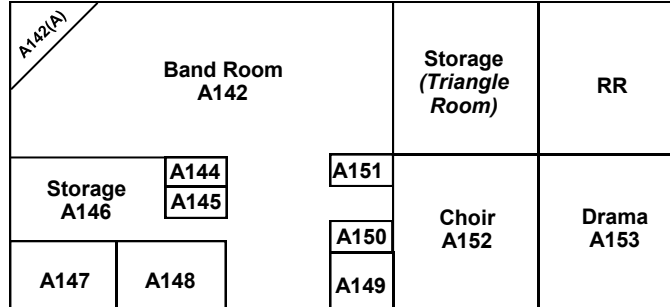 A142(A)
Band Room
A142
Storage
(Triangle
Room)
RR
A144
A145
A151
Storage
A146
A150
Choir
A152
Drama
A153
A147
A148
A149